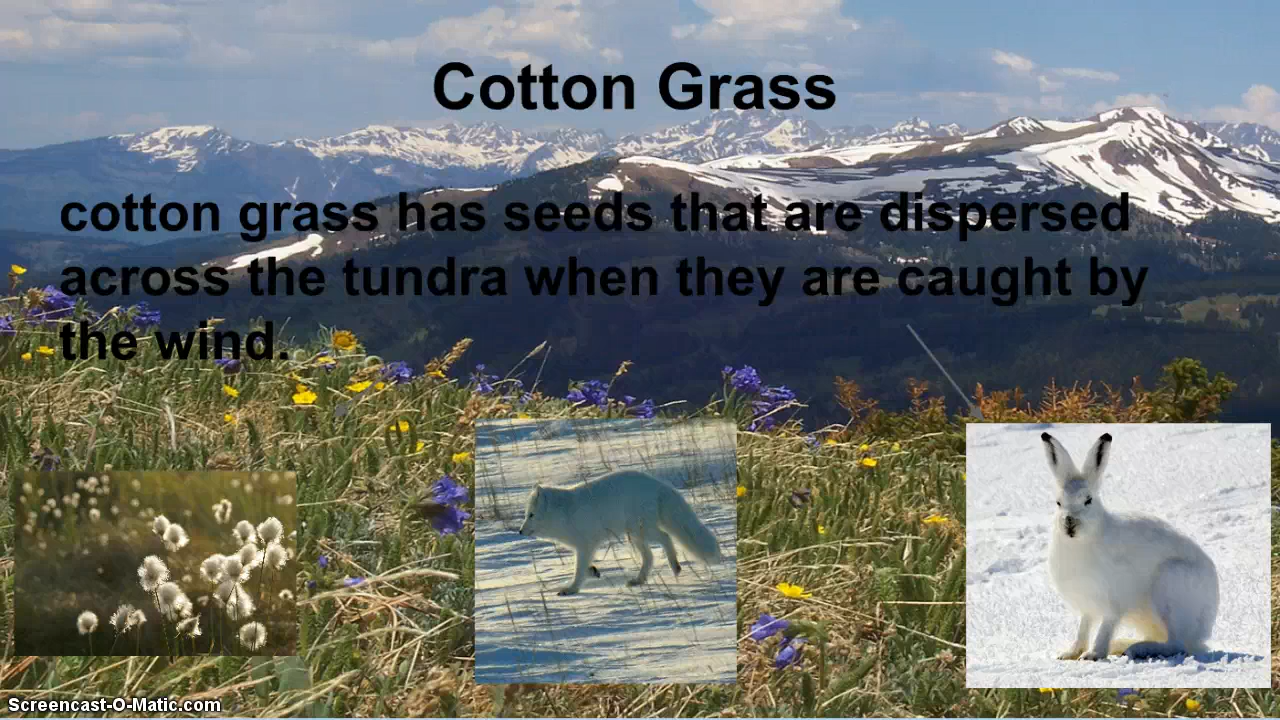 Cotton Grass
cotton grass has seeds that are dispersed
across the tundra when they are caught by
the wind.
Screencast-O-Matic.com